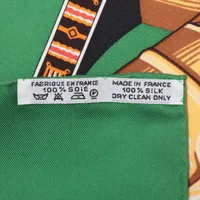 FABRIQUE EN FRANCE
100% SOIE
MADE IN FRANCE
100% SILK
DRY CLEAN ONLY